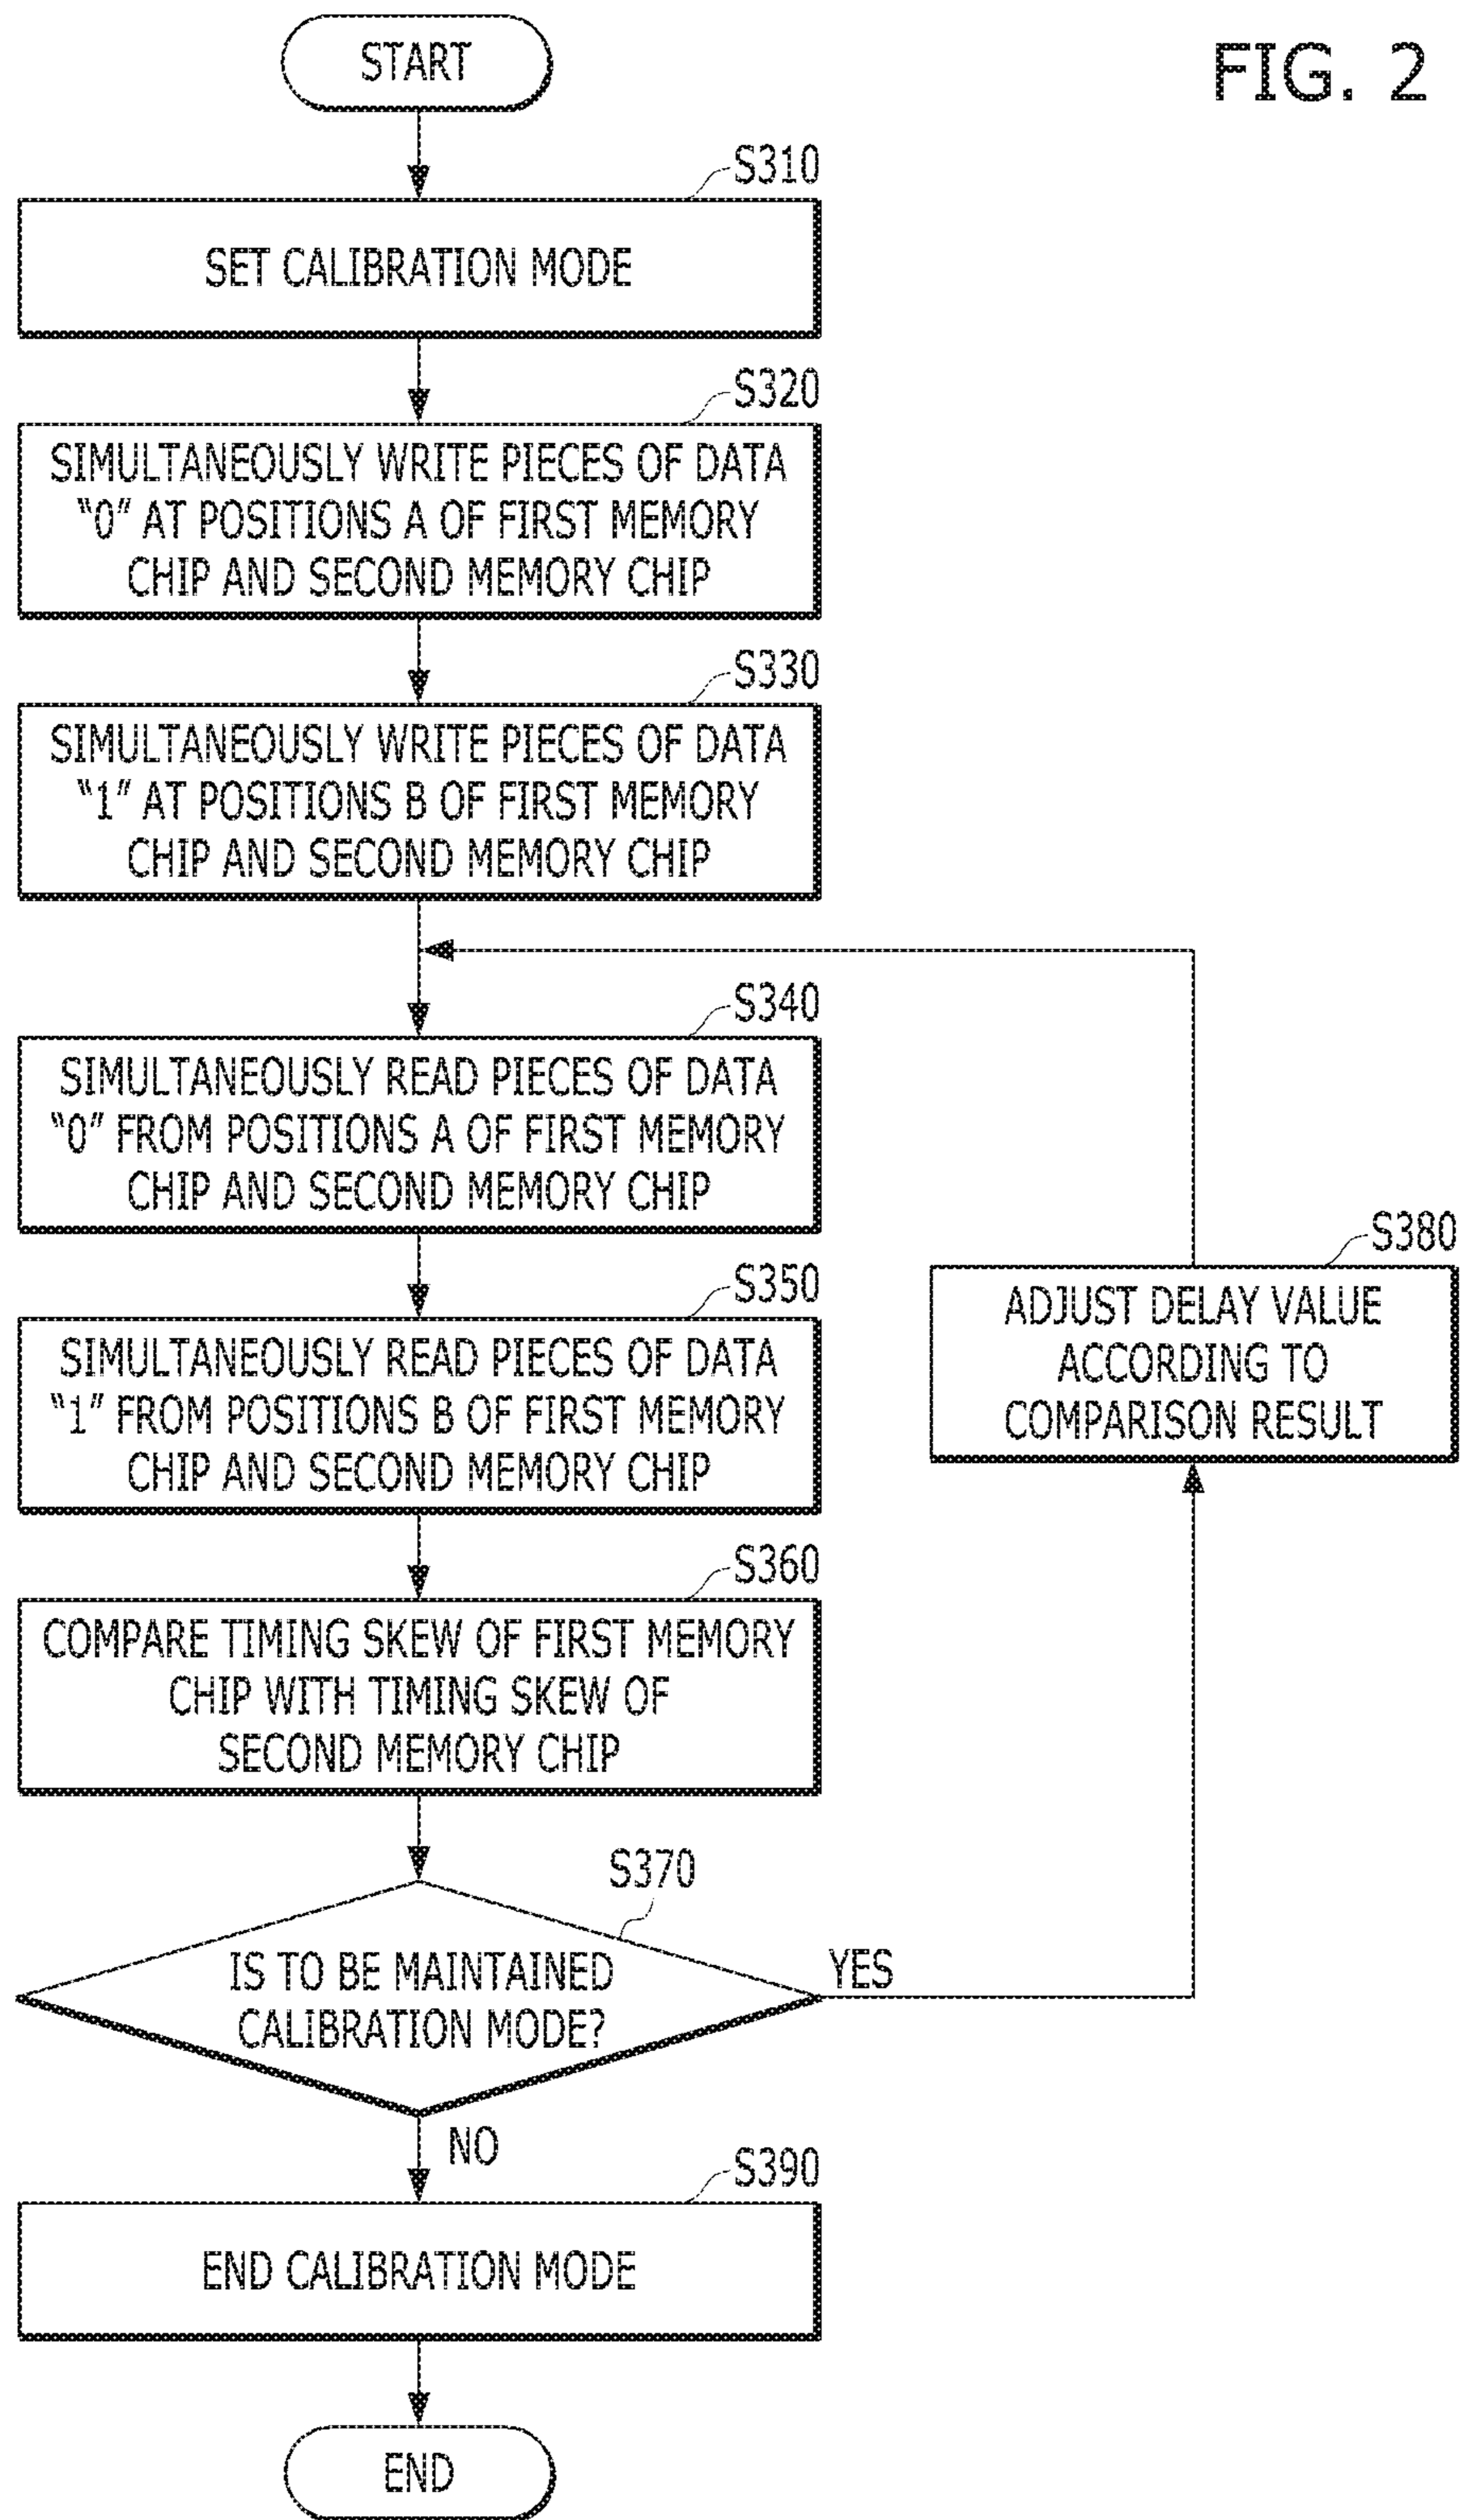 START
FIG. 2
S310
SET CALIBRATION MODE
S320
SIMULTANEOUSLY WRITE PIECES OF DATA
“0” AT POSITIONS A OF FIRST MEMORY
CHIP AND SECOND MEMORY CHIP
S330
SIMULTANEOUSLY WRITE PIECES OF DATA
“1” AT POSITIONS B OF FIRST MEMORY
CHIP AND SECOND MEMORY CHIP
S340
SIMULTANEOUSLY READ PIECES OF DATA
“0” FROM POSITIONS A OF FIRST MEMORY
CHIP AND SECOND MEMORY CHIP
S350
SIMULTANEOUSLY READ PIECES OF DATA
“1” FROM POSITIONS B OF FIRST MEMORY
CHIP AND SECOND MEMORY CHIP
S380
ADJUST DELAY VALUE
ACCORDING TO
COMPARISON RESULT
S360
COMPARE TIMING SKEW OF FIRST MEMORY
CHIP WITH TIMING SKEW OF
SECOND MEMORY CHIP
S370
IS TO BE MAINTAINED
CALIBRATION MODE?
YES
NO
S390
END CALIBRATION MODE
END